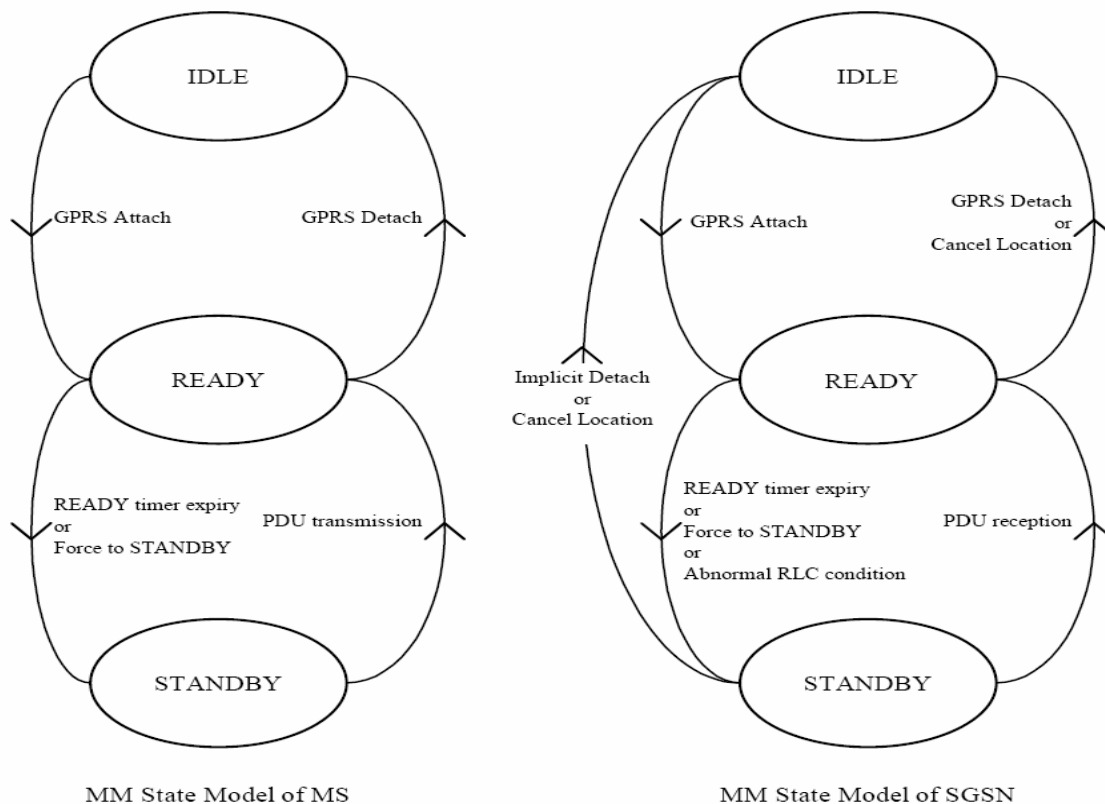 IDLE
GPRS Attach
GPRS Detach
READY
READY timer expiry
or
Force to STANDBY
PDU transmission
STANDBY
MM State Model of MS
IDLE
GPRS Attach
GPRS Detach
or
Cancel Location
Implicit Detach
or
Cancel Location
READY
READY timer expiry
or
Force to STANDBY
or
Abnormal RLC condition
PDU reception
STANDBY
MM State Model of SGSN